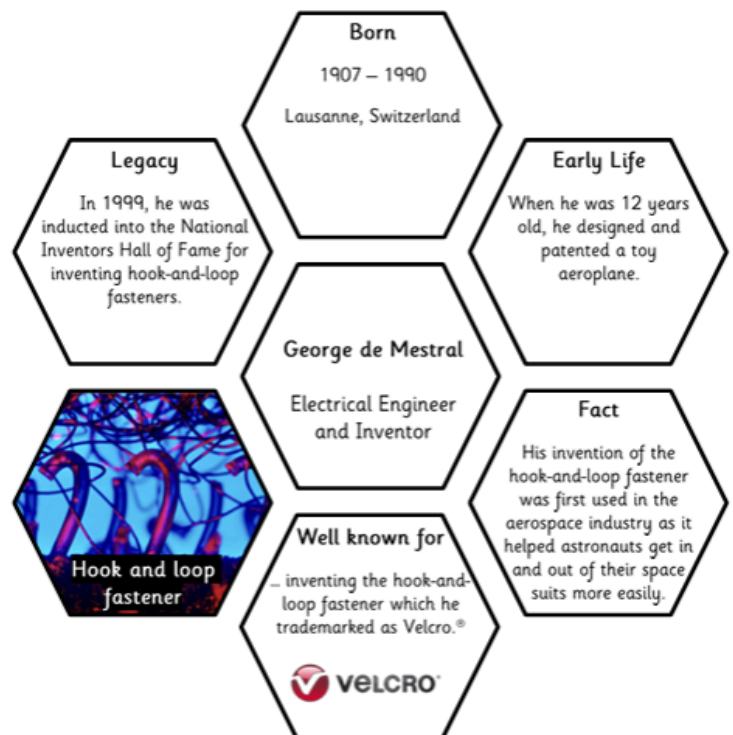 Born
1907 – 1990
Lausanne, Switzerland
Legacy
In 1999, he was
inducted into the National
Inventors Hall of Fame for
inventing hook-and-loop
fasteners.
Early Life
When he was 12 years
old, he designed and
patented a toy
aeroplane.
George de Mestral
Electrical Engineer
and Inventor
Hook and loop
fastener
Fact
His invention of the
hook-and-loop fastener
was first used in the
aerospace industry as it
helped astronauts get in
and out of their space
suits more easily.
Well known for
... inventing the hook-and-
loop fastener which he
trademarked as Velcro.®
VELCRO